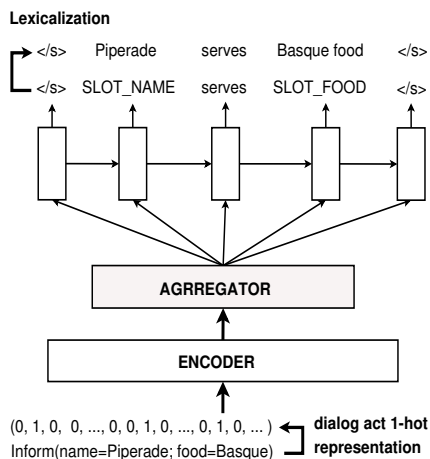 Lexicalization
</s> Piperade serves Basque food </s>
</s> SLOT_NAME serves SLOT_FOOD </s>
AGRREGATOR
ENCODER
(0, 1, 0, 0, ..., 0, 0, 1, 0, ..., 0, 1, 0, ... ) dialog act 1-hot
Inform(name=Piperade; food=Basque) representation